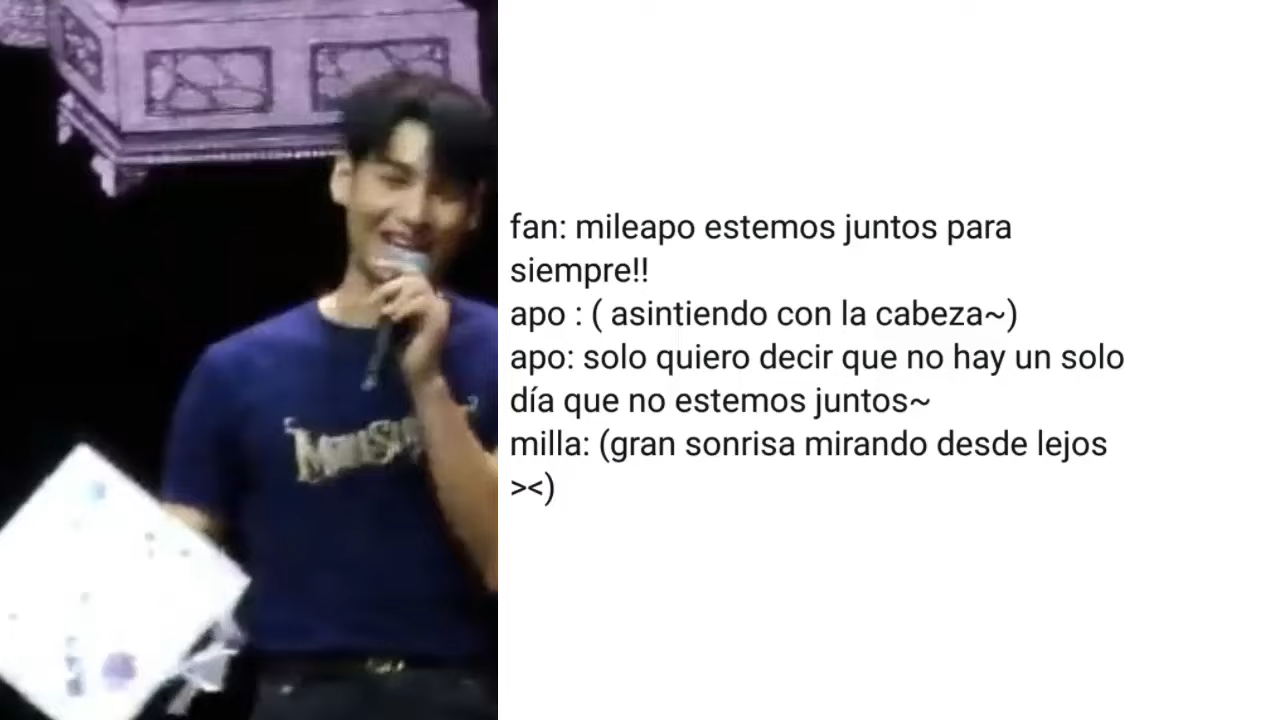 fan: mileapo estemos juntos para
siempre!!
apo : ( asintiendo con la cabeza~)
apo: solo quiero decir que no hay un solo
día que no estemos juntos~
milla: (gran sonrisa mirando desde lejos
><)